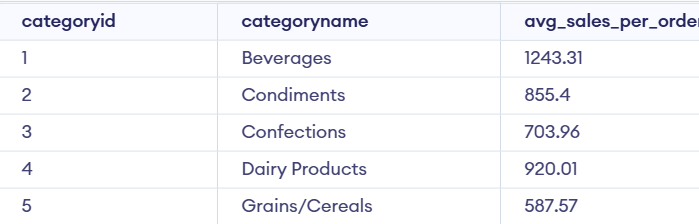 categoryid categoryname avg_sales_per_orde
1 Beverages 1243.31
2 Condiments 855.4
3 Confections 703.96
4 Dairy Products 920.01
5 Grains/Cereals 587.57